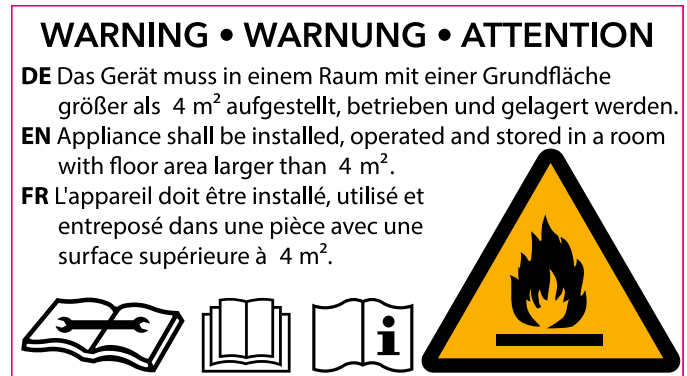 WARNING • WARNUNG • ATTENTION
DE Das Gerät muss in einem Raum mit einer Grundfläche
größer als 4 m² aufgestellt, betrieben und gelagert werden.
EN Appliance shall be installed, operated and stored in a room
with floor area larger than 4 m².
FR L'appareil doit être installé, utilisé et
entreposé dans une pièce avec une
surface supérieure à 4 m².
i